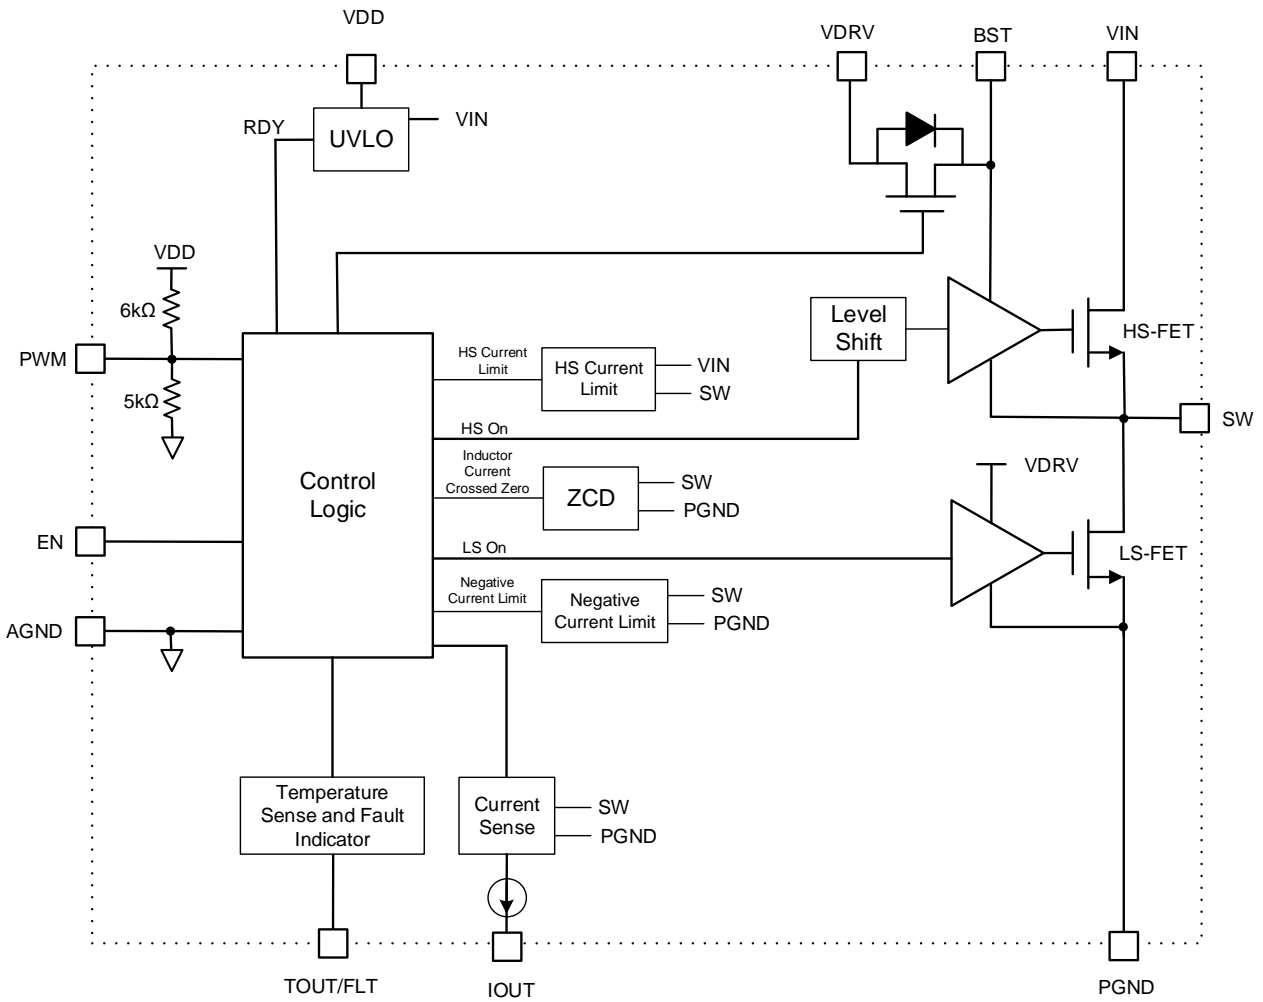 VDD
VDRV
BST
VIN
RDY
UVLO
VIN
VDD
6kΩ
PWM
5kΩ
EN
AGND
Control
Logic
HS Current
Limit
HS Current
Limit
VIN
SW
HS On
Level
Shift
HS-FET
SW
Inductor
Current
Crossed Zero
ZCD
SW
PGND
VDRV
LS On
LS-FET
Negative
Current Limit
Negative
Current Limit
SW
PGND
Temperature
Sense and Fault
Indicator
Current
Sense
SW
PGND
TOUT/FLT
IOUT
PGND